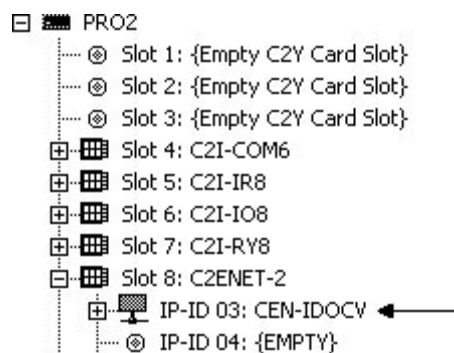 PRO2
Slot 1: {Empty C2Y Card Slot}
Slot 2: {Empty C2Y Card Slot}
Slot 3: {Empty C2Y Card Slot}
Slot 4: C2I-COM6
Slot 5: C2I-IR8
Slot 6: C2I-IO8
Slot 7: C2I-RY8
Slot 8: C2ENET-2
IP-ID 03: CEN-IDOCV
IP-ID 04: {EMPTY}